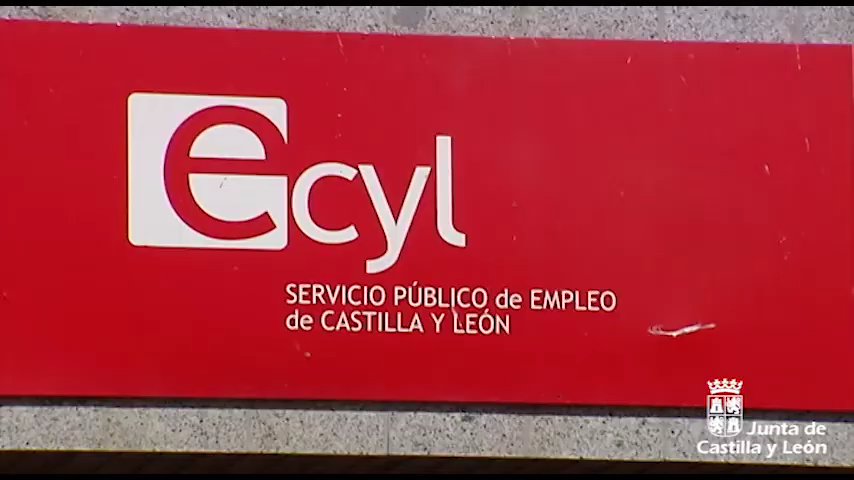 ecyl
SERVICIO PÚBLICO de EMPLEO
de CASTILLA Y LEÓN
Junta de
Castilla y León